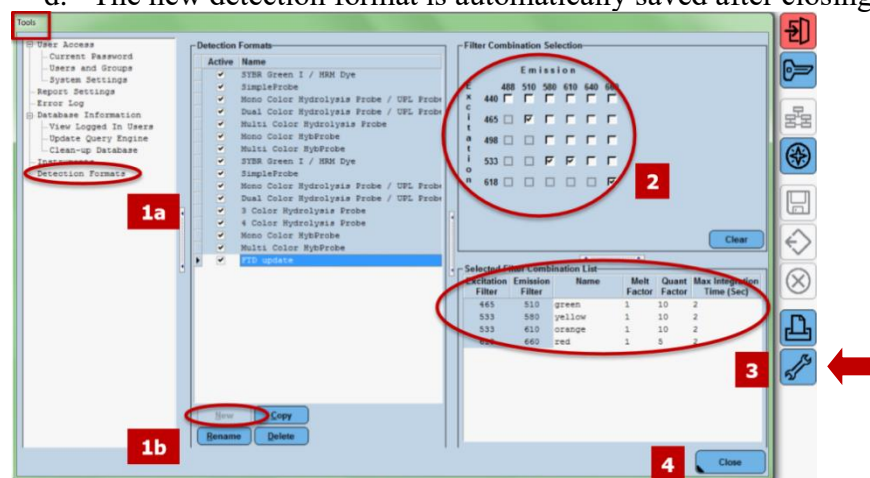 d. The new detection format is automatically saved after closing
Tools
User Access
Current Password
Users and Groups
System Settings
Report Settings
Error Log
Database Information
View Logged In Users
Update Query Engine
Clean-up Database
Instruments
Detection Formats
1a
Detection Formats
Active Name
SYBR Green I / HRM Dye
SimpleProbe
Mono Color Hydrolysis Probe / UPL Probe
Dual Color Hydrolysis Probe / UPL Probe
Multi Color Hydrolysis Probe
Mono Color HybProbe
Multi Color HybProbe
SYBR Green I / HRM Dye
SimpleProbe
Mono Color Hydrolysis Probe / UPL Probe
Dual Color Hydrolysis Probe / UPL Probe
3 Color Hydrolysis Probe
4 Color Hydrolysis Probe
Mono Color HybProbe
Multi Color HybProbe
FTD update
New Copy
Rename Delete
1b
Filter Combination Selection
Emission
488 510 580 610 640 660
Excitation
440
465
498
533
618
2
Clear
Selected Filter Combination List
Excitation Filter Emission Filter Name Melt Factor Quant Factor Max Integration Time (Sec)
465 510 green 1 10 2
533 580 yellow 1 10 2
533 610 orange 1 10 2
660 red 1 5 2
3
4
Close